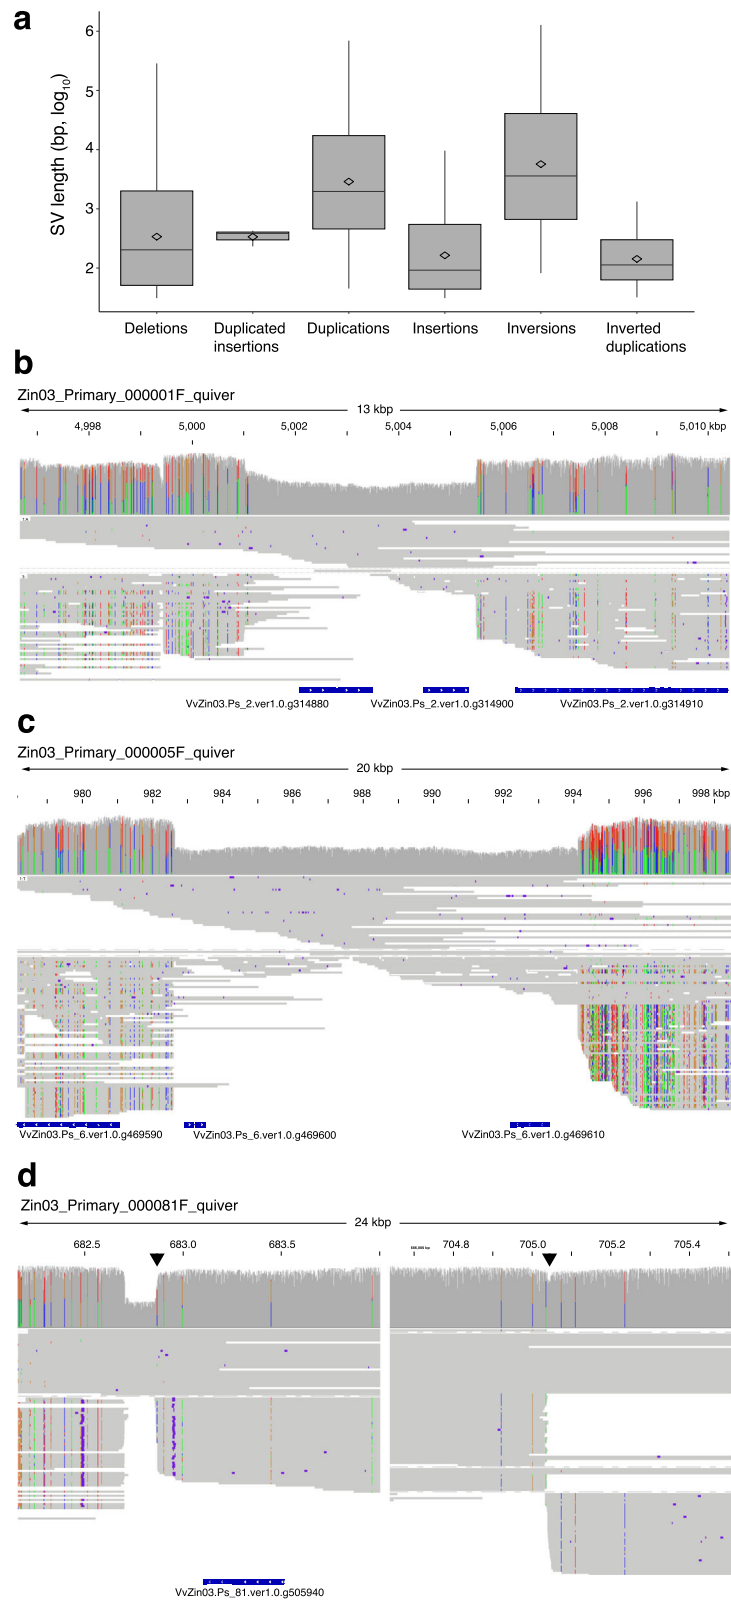 a
SV length (bp, log10)
6
5
4
3
2
Deletions
Duplicated insertions
Duplications
Insertions
Inversions
Inverted duplications
b
Zin03_Primary_000001F_quiver
13 kbp
4,998 5,000 5,002 5,004 5,006 5,008 5,010 kbp
VvZin03.Ps_2.ver1.0.g314880 VvZin03.Ps_2.ver1.0.g314900 VvZin03.Ps_2.ver1.0.g314910
c
Zin03_Primary_000005F_quiver
20 kbp
980 982 984 986 988 990 992 994 996 998 kbp
VvZin03.Ps_6.ver1.0.g469590 VvZin03.Ps_6.ver1.0.g469600 VvZin03.Ps_6.ver1.0.g469610
d
Zin03_Primary_000081F_quiver
24 kbp
682.5 683.0 683.5 704.8 705.0 705.2 705.4
VvZin03.Ps_81.ver1.0.g505940